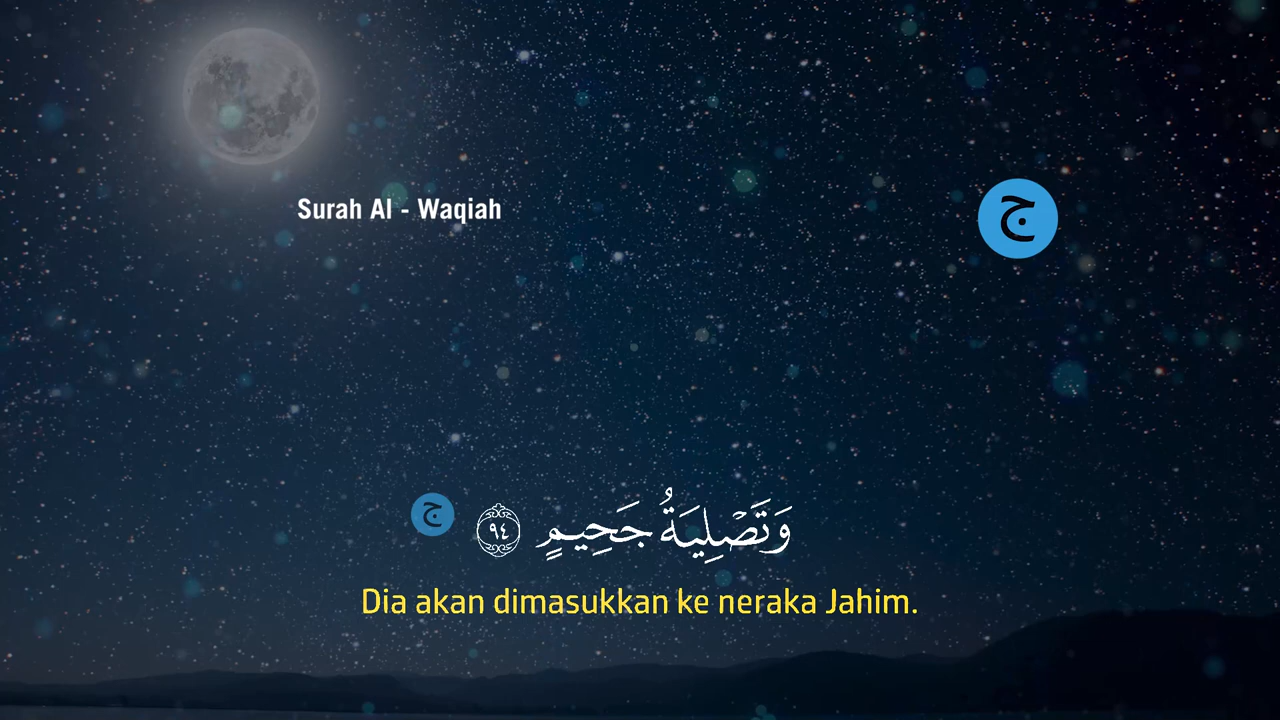 Surah Al - Waqiah
ج
وَتَصْلِيَةُ جَحِيمٍ ٩٤ ج
Dia akan dimasukkan ke neraka Jahim.